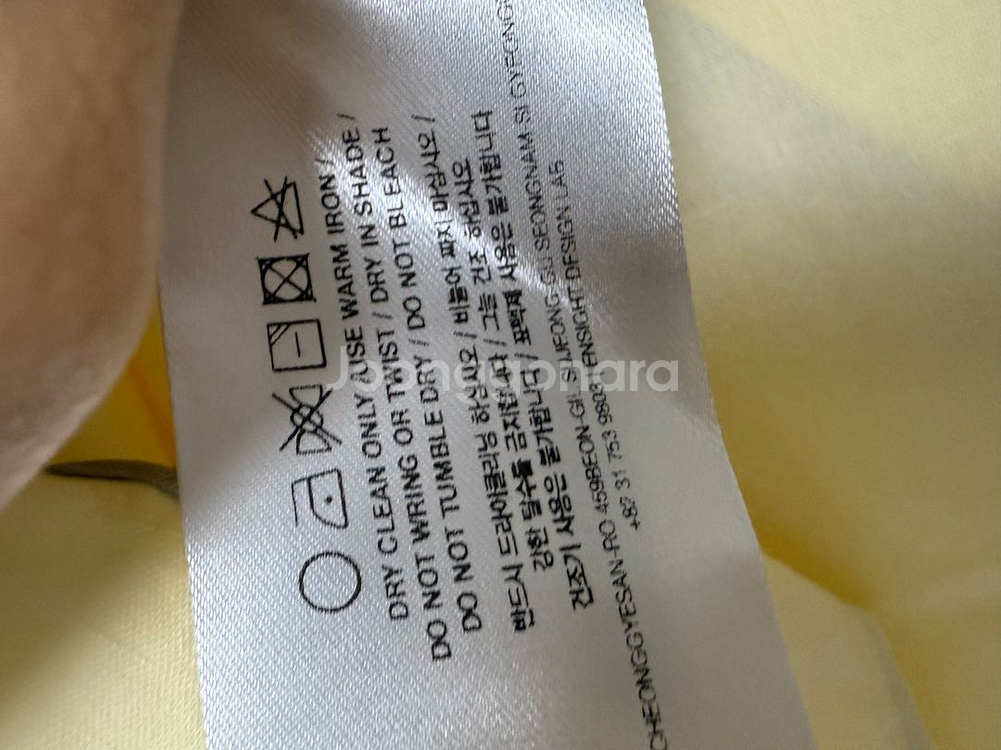 DRY CLEAN ONLY /USE WARM IRON /
DO NOT WRING OR TWIST / DRY IN SHADE /
DO NOT TUMBLE DRY / DO NOT BLEACH
반드시 드라이클리닝 하십시오 / 비틀어 짜지 마십시오 /
강한 탈수를 금지합니다 / 그늘 건조 하십시오
건조기 사용은 불가합니다 / 표백제 사용은 불가합니다
CHEONGGYESAN-RO 459BEON-GIL SUJEONG-GU SEONGNAM SI GYEONG
+82 31 753 9803 ENSIGHT DESIGN LAB
Joonggonara